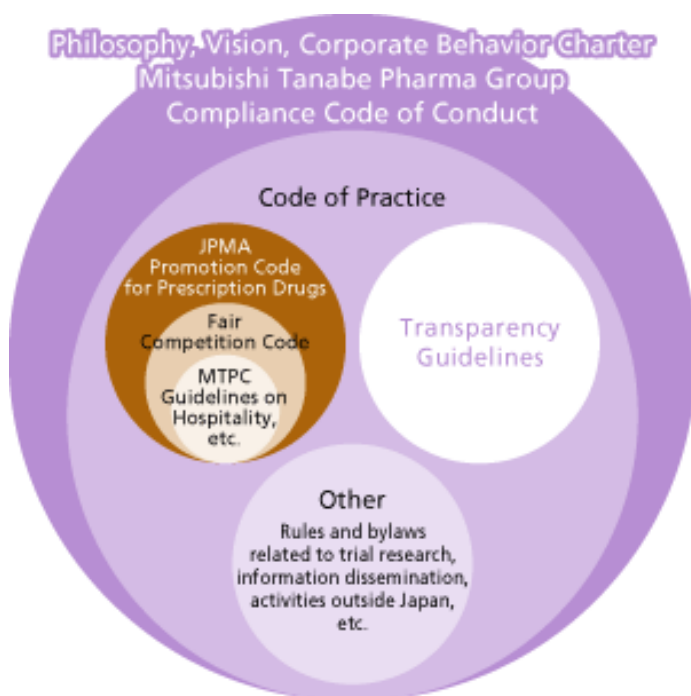 Philosophy, Vision, Corporate Behavior Charter
Mitsubishi Tanabe Pharma Group
Compliance Code of Conduct
Code of Practice
JPMA
Promotion Code
for Prescription Drugs
Fair
Competition Code
MTPC
Guidelines on
Hospitality,
etc.
Transparency
Guidelines
Other
Rules and bylaws
related to trial research,
information dissemination,
activities outside Japan,
etc.